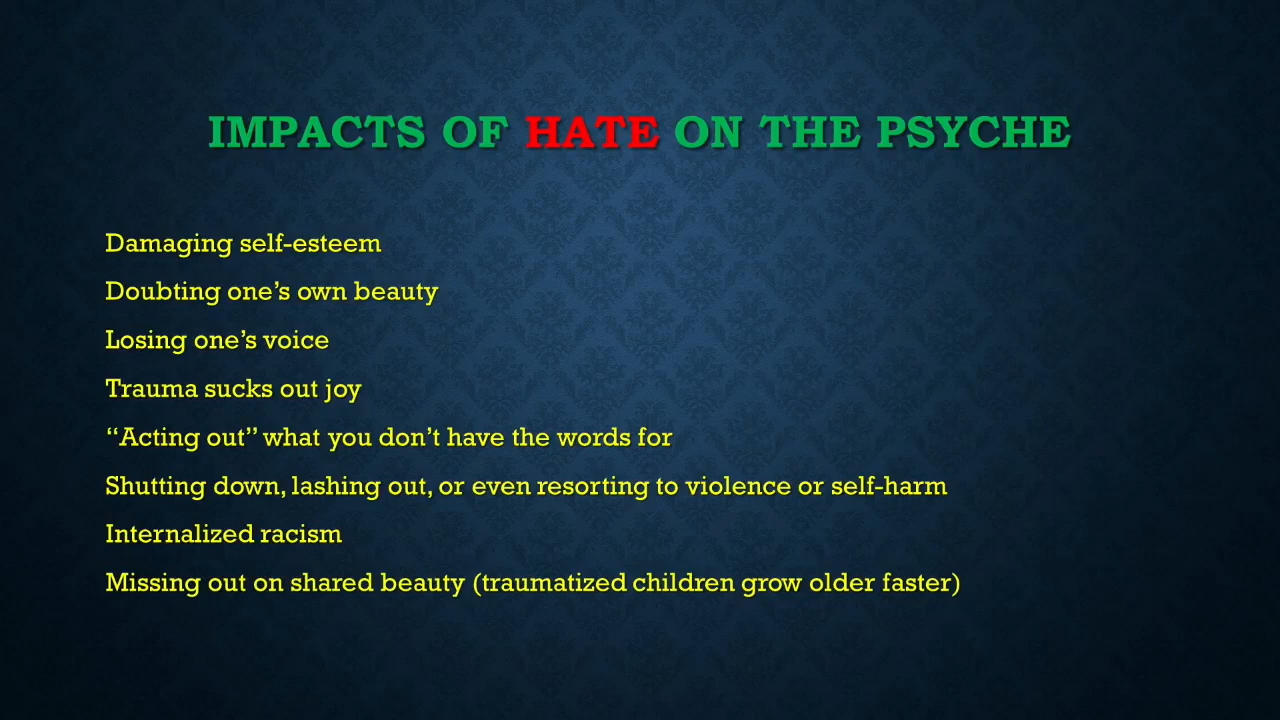 IMPACTS OF HATE ON THE PSYCHE
Damaging self-esteem
Doubting one’s own beauty
Losing one’s voice
Trauma sucks out joy
“Acting out” what you don’t have the words for
Shutting down, lashing out, or even resorting to violence or self-harm
Internalized racism
Missing out on shared beauty (traumatized children grow older faster)